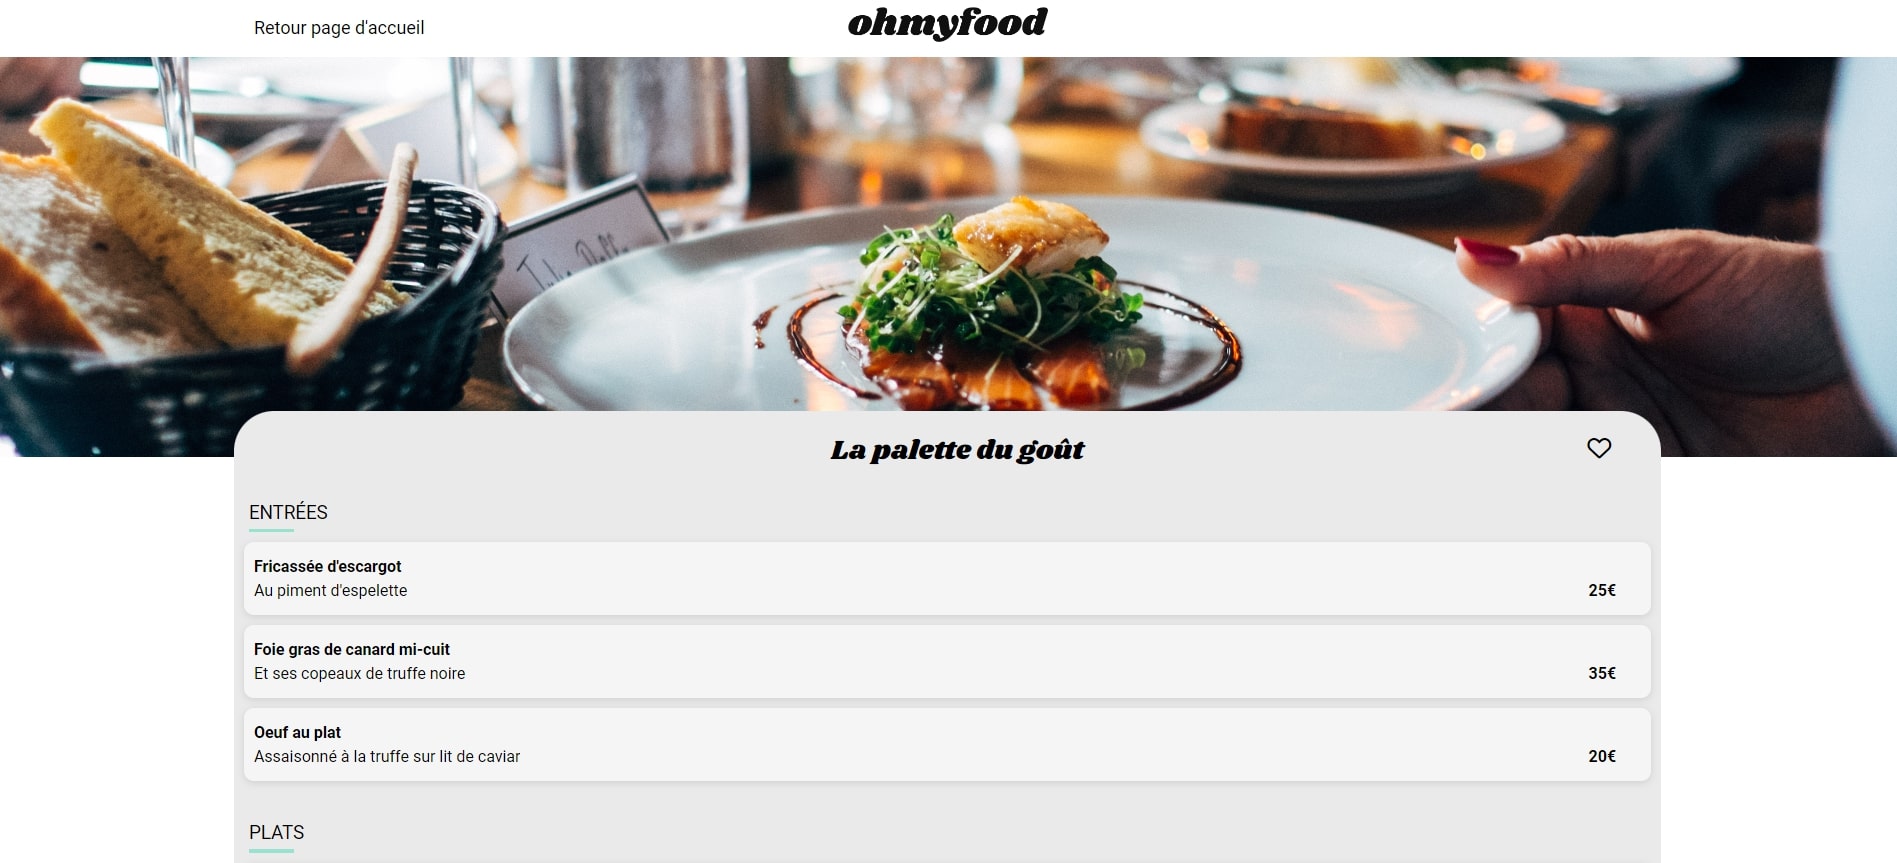 Retour page d'accueil
ohmyfood
La palette du goût
ENTRÉES
Fricassée d'escargot
Au piment d'espelette
25€
Foie gras de canard mi-cuit
Et ses copeaux de truffe noire
35€
Oeuf au plat
Assaisonné à la truffe sur lit de caviar
20€
PLATS